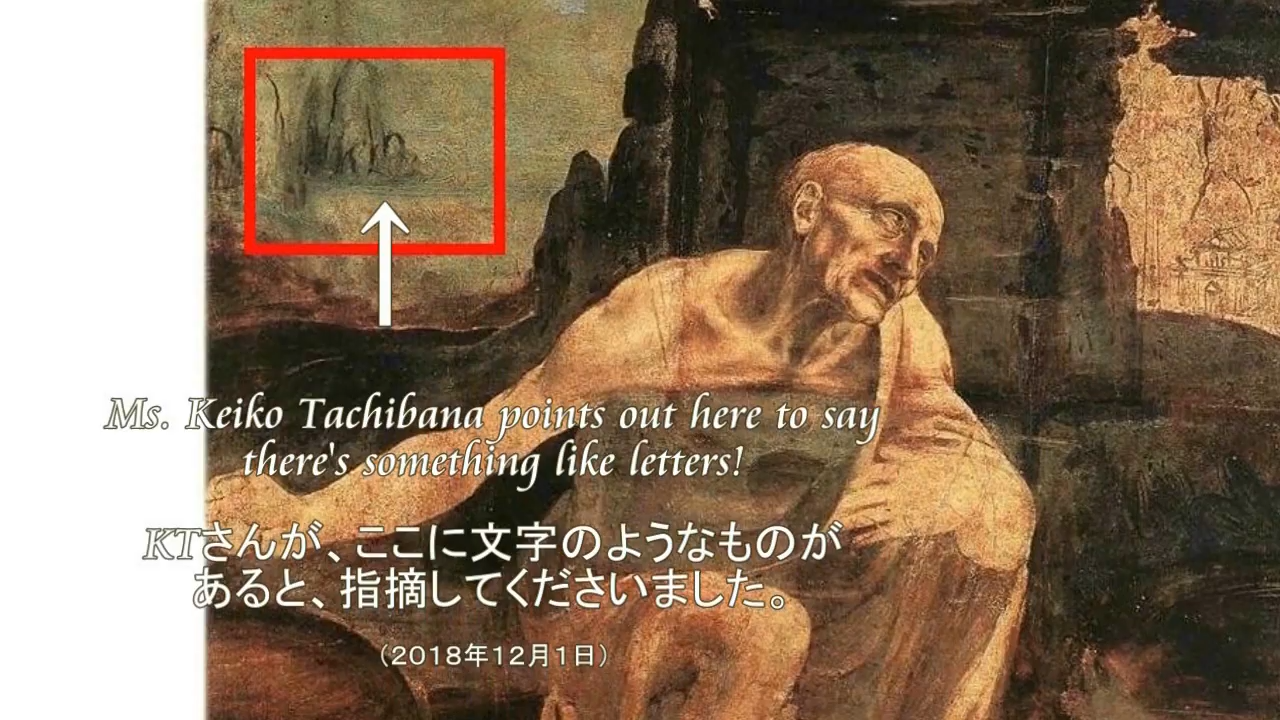 Ms. Keiko Tachibana points out here to say
there's something like letters!
KTさんが、ここに文字のようなものが
あると、指摘してくださいました。
（2018年12月1日）